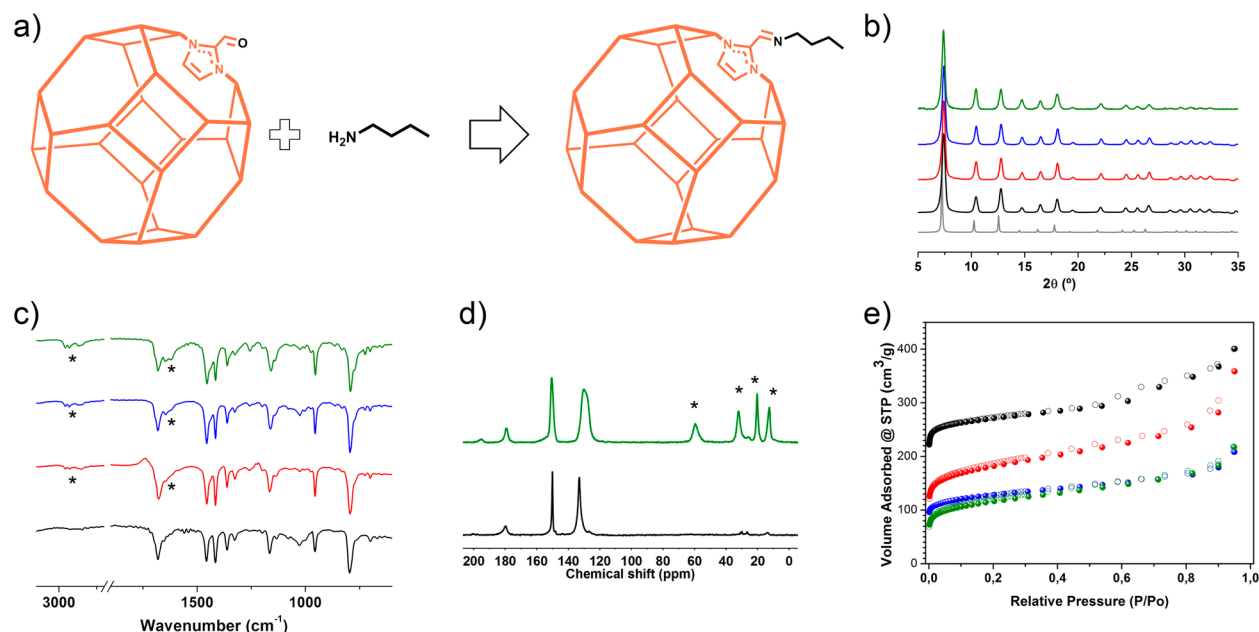 a)
N
O
N
H₂N
N
N
N
b)
5 10 15 20 25 30 35
2θ (º)
c)
*
*
*
*
*
*
3000 1500 1000
Wavenumber (cm⁻¹)
d)
*
*
*
*
200 180 160 140 120 100 80 60 40 20 0
Chemical shift (ppm)
e)
Volume Adsorbed @ STP (cm³/g)
400
300
200
100
0
0,0 0,2 0,4 0,6 0,8 1,0
Relative Pressure (P/Po)